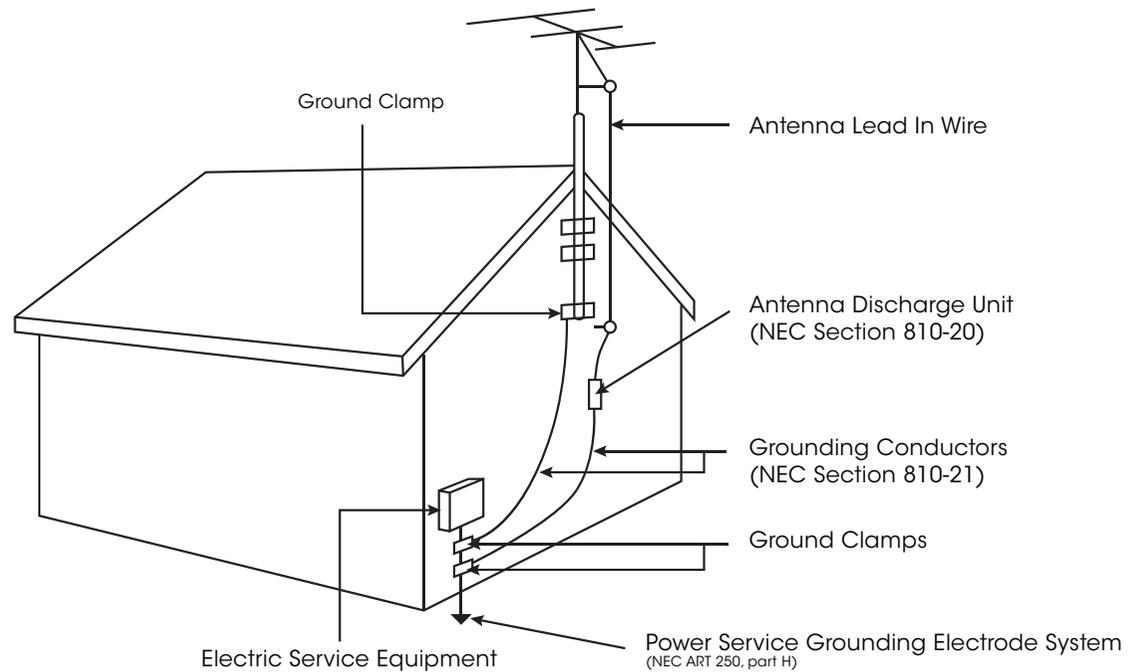 Ground Clamp
Antenna Lead In Wire
Antenna Discharge Unit
(NEC Section 810-20)
Grounding Conductors
(NEC Section 810-21)
Ground Clamps
Power Service Grounding Electrode System
(NEC ART 250, part H)
Electric Service Equipment